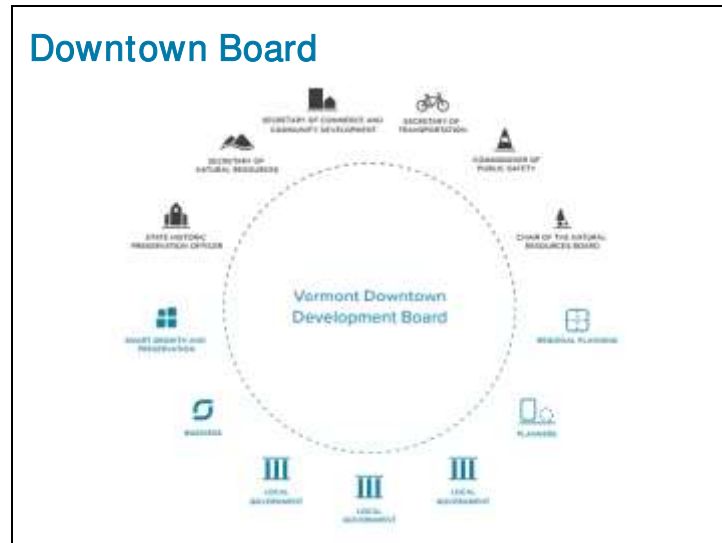 Downtown Board
SECRETARY OF COMMERCE AND
COMMUNITY DEVELOPMENT
SECRETARY OF
TRANSPORTATION
SECRETARY OF
NATURAL RESOURCES
COMMISSIONER OF
PUBLIC SAFETY
STATE HISTORIC
PRESERVATION OFFICER
CHAIR OF THE NATURAL
RESOURCES BOARD
Vermont Downtown
Development Board
SMART GROWTH AND
PRESERVATION
REGIONAL PLANNING
BUSINESS
PLANNERS
LOCAL
GOVERNMENT
LOCAL
GOVERNMENT
LOCAL
GOVERNMENT